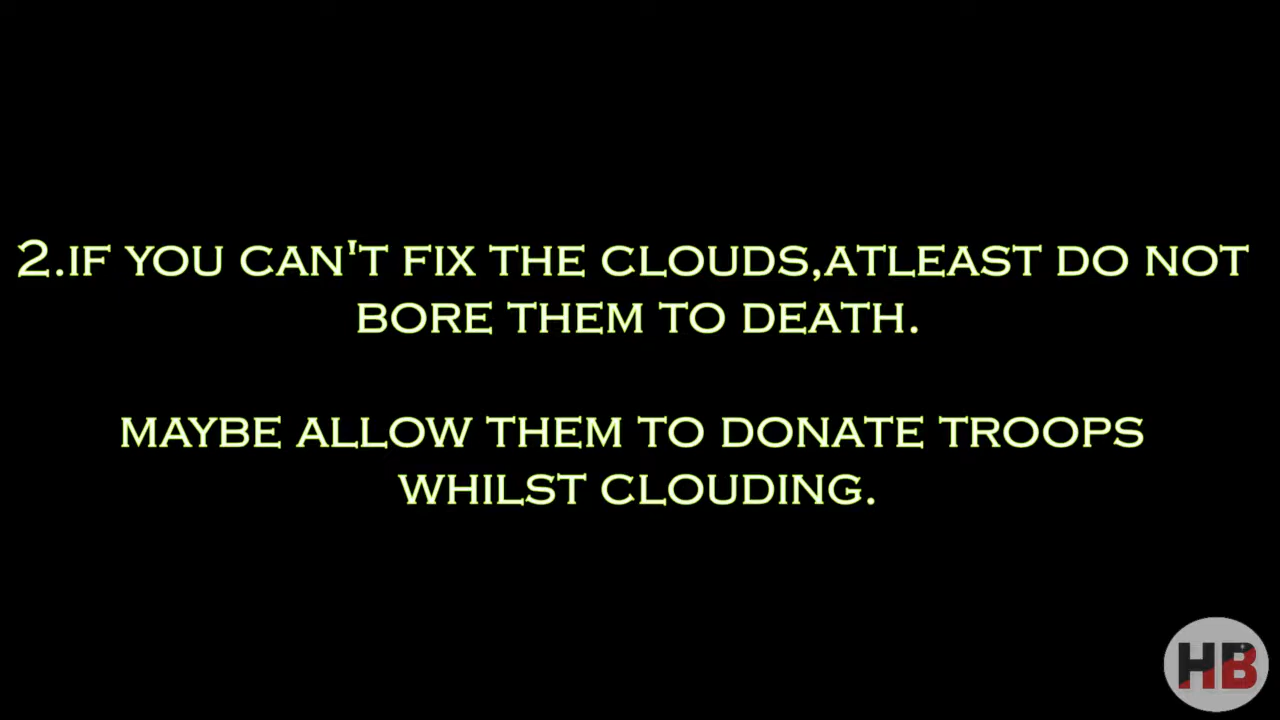 2.IF YOU CAN'T FIX THE CLOUDS,ATLEAST DO NOT
BORE THEM TO DEATH.
MAYBE ALLOW THEM TO DONATE TROOPS
WHILST CLOUDING.
HB